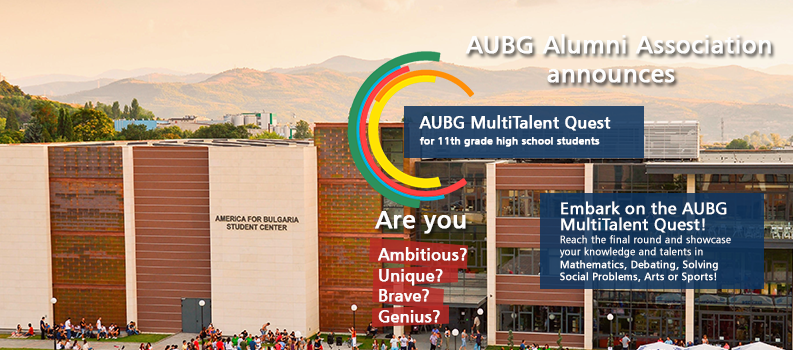 AUBG Alumni Association
announces
AUBG MultiTalent Quest
for 11th grade high school students
AMERICA FOR BULGARIA
STUDENT CENTER
Are you
Ambitious?
Unique?
Brave?
Genius?
Embark on the AUBG
MultiTalent Quest!
Reach the final round and showcase
your knowledge and talents in
Mathematics, Debating, Solving
Social Problems, Arts or Sports!